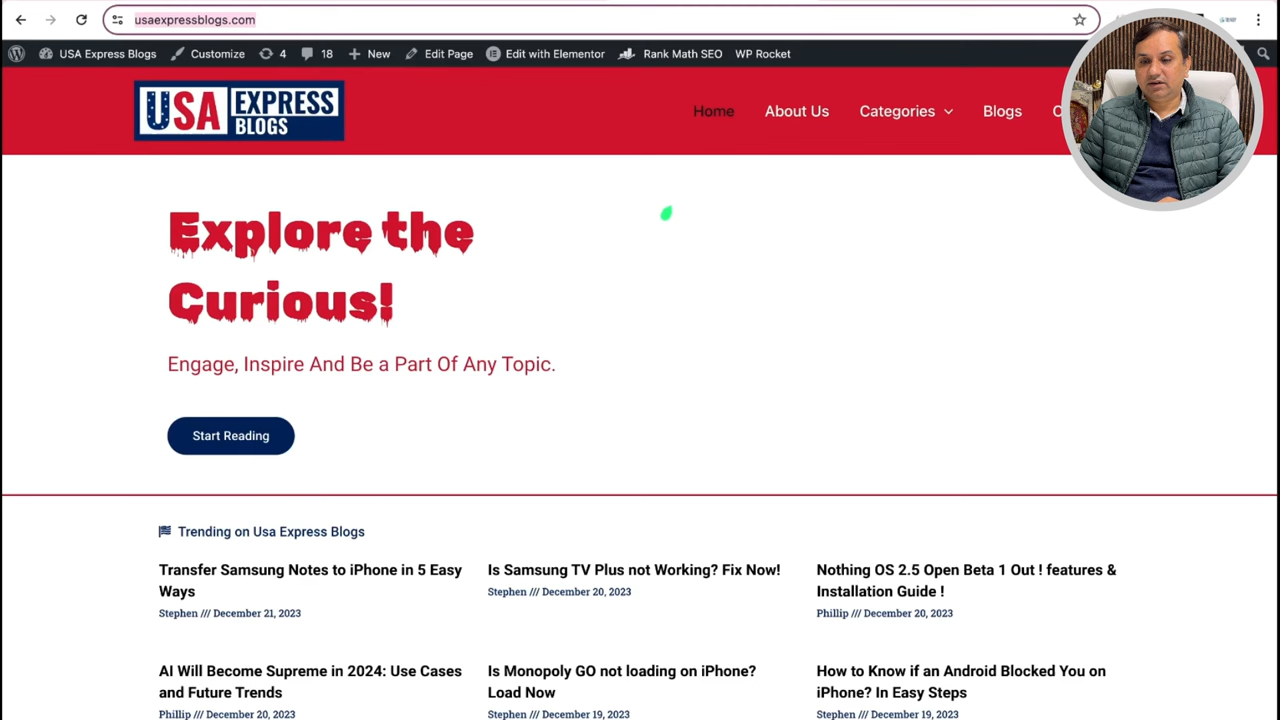 usaexpressblogs.com
USA Express Blogs Customize 4 18 New Edit Page Edit with Elementor Rank Math SEO WP Rocket
USA EXPRESS BLOGS
Home About Us Categories Blogs
Explore the
Curious!
Engage, Inspire And Be a Part Of Any Topic.
Start Reading
Trending on Usa Express Blogs
Transfer Samsung Notes to iPhone in 5 Easy
Ways
Stephen /// December 21, 2023
Is Samsung TV Plus not Working? Fix Now!
Stephen /// December 20, 2023
Nothing OS 2.5 Open Beta 1 Out ! features &
Installation Guide !
Phillip /// December 20, 2023
AI Will Become Supreme in 2024: Use Cases
and Future Trends
Phillip /// December 20, 2023
Is Monopoly GO not loading on iPhone?
Load Now
Stephen /// December 19, 2023
How to Know if an Android Blocked You on
iPhone? In Easy Steps
Stephen /// December 19, 2023